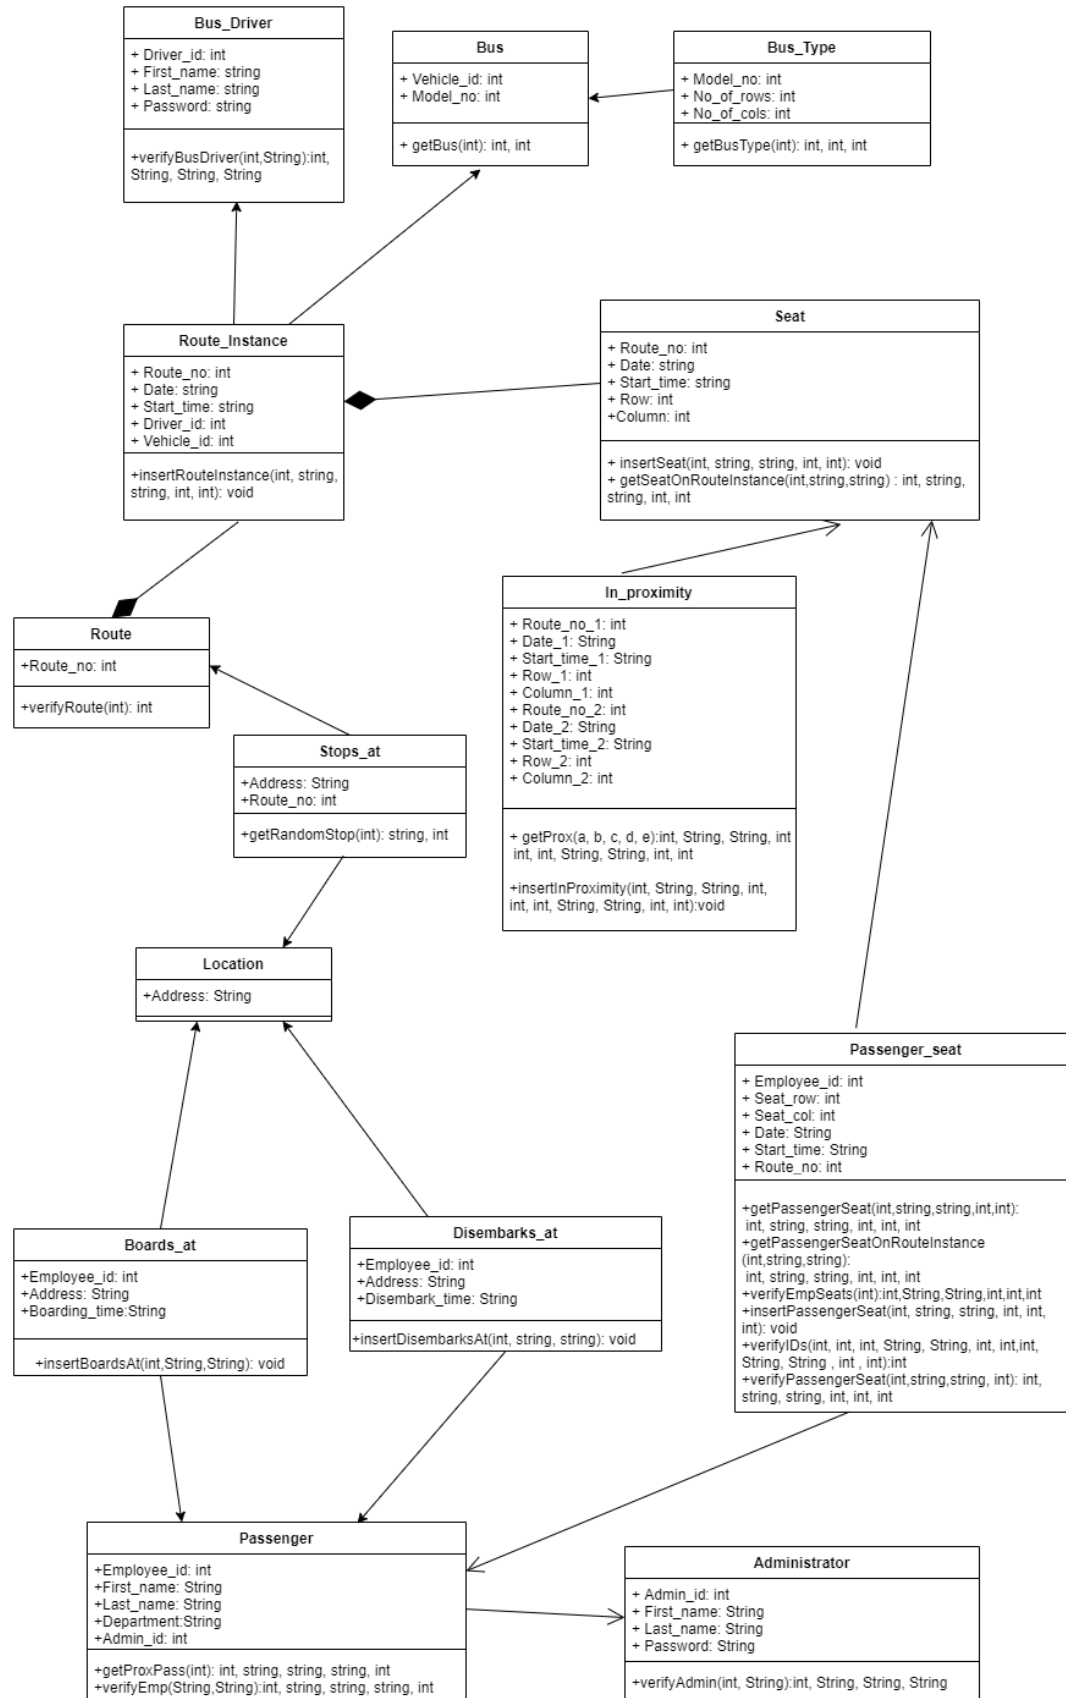 Bus_Driver
+ Driver_id: int
+ First_name: string
+ Last_name: string
+ Password: string
+verifyBusDriver(int,String):int,
String, String, String
Bus
+ Vehicle_id: int
+ Model_no: int
+ getBus(int): int, int
Bus_Type
+ Model_no: int
+ No_of_rows: int
+ No_of_cols: int
+ getBusType(int): int, int, int
Route_Instance
+ Route_no: int
+ Date: string
+ Start_time: string
+ Driver_id: int
+ Vehicle_id: int
+insertRouteInstance(int, string,
string, int, int): void
Seat
+ Route_no: int
+ Date: string
+ Start_time: string
+ Row: int
+Column: int
+ insertSeat(int, string, string, int, int): void
+ getSeatOnRouteInstance(int,string,string) : int, string,
string, int, int
In_proximity
+ Route_no_1: int
+ Date_1: String
+ Start_time_1: String
+ Row_1: int
+ Column_1: int
+ Route_no_2: int
+ Date_2: String
+ Start_time_2: String
+ Row_2: int
+ Column_2: int
+ getProx(a, b, c, d, e):int, String, String, int
int, int, String, String, int, int
+insertInProximity(int, String, String, int,
int, int, String, String, int, int):void
Route
+Route_no: int
+verifyRoute(int): int
Stops_at
+Address: String
+Route_no: int
+getRandomStop(int): string, int
Location
+Address: String
Passenger_seat
+ Employee_id: int
+ Seat_row: int
+ Seat_col: int
+ Date: String
+ Start_time: String
+ Route_no: int
+getPassengerSeat(int,string,string,int,int):
int, string, string, int, int, int
+getPassengerSeatOnRouteInstance
(int,string,string):
int, string, string, int, int, int
+verifyEmpSeats(int):int,String,String,int,int,int
+insertPassengerSeat(int, string, string, int, int,
int): void
+verifyIDs(int, int, int, String, String, int, int,int,
String, String , int , int):int
+verifyPassengerSeat(int,string,string, int): int,
string, string, int, int, int
Boards_at
+Employee_id: int
+Address: String
+Boarding_time:String
+insertBoardsAt(int,String,String): void
Disembarks_at
+Employee_id: int
+Address: String
+Disembark_time: String
+insertDisembarksAt(int, string, string): void
Passenger
+Employee_id: int
+First_name: String
+Last_name: String
+Department:String
+Admin_id: int
+getProxPass(int): int, string, string, string, int
+verifyEmp(String,String):int, string, string, string, int
Administrator
+ Admin_id: int
+ First_name: String
+ Last_name: String
+ Password: String
+verifyAdmin(int, String):int, String, String, String